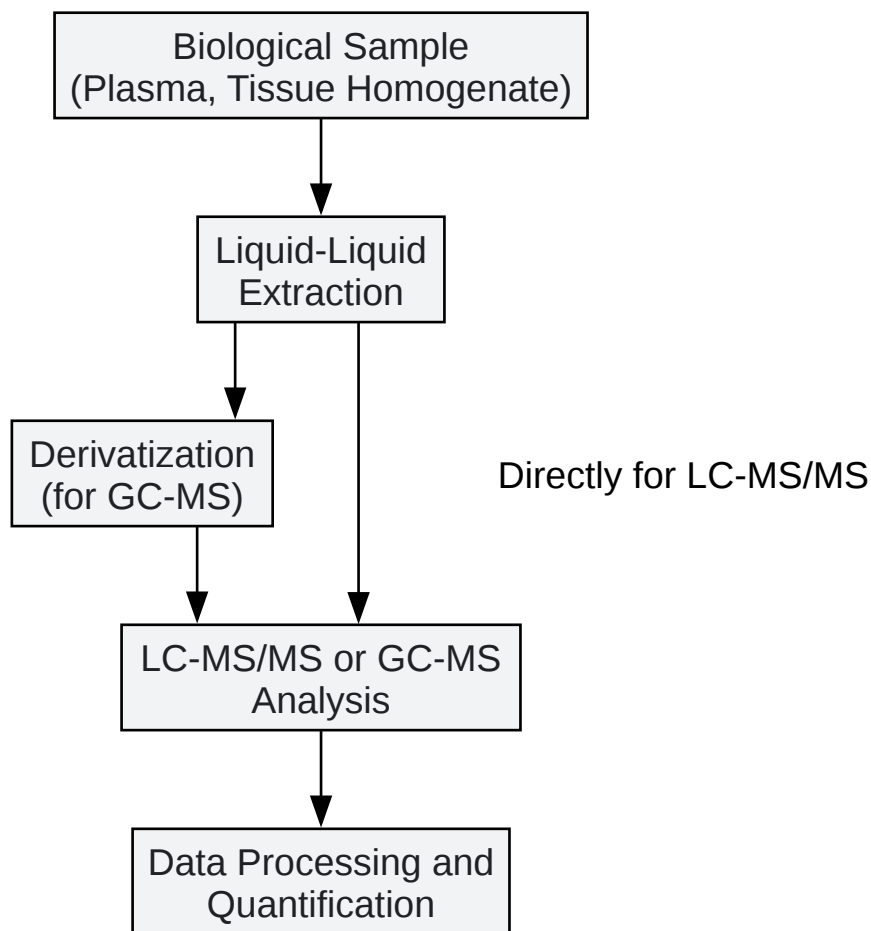 Biological Sample
(Plasma, Tissue Homogenate)
Liquid-Liquid
Extraction
Derivatization
(for GC-MS)
Directly for LC-MS/MS
LC-MS/MS or GC-MS
Analysis
Data Processing and
Quantification